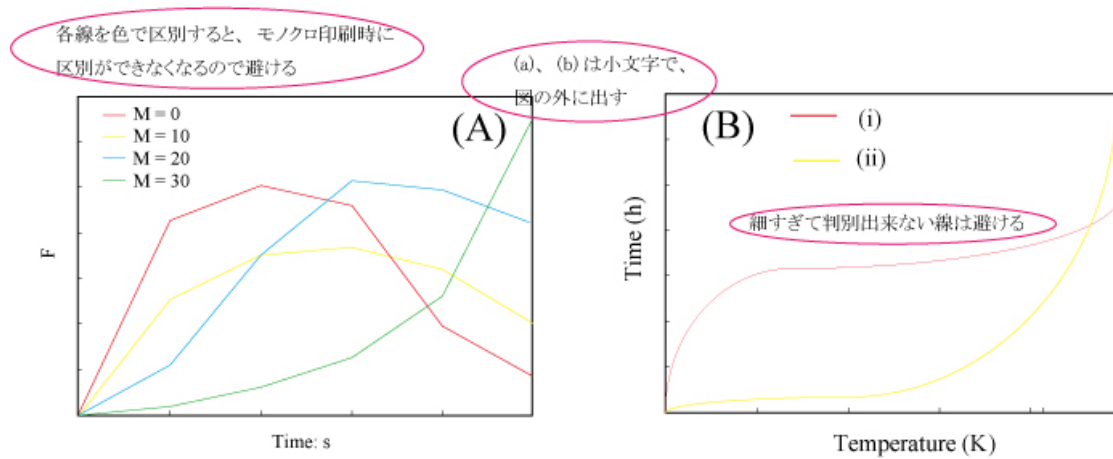 各線を色で区別すると、モノクロ印刷時に
区別ができなくなるので避ける
(a)、(b) は小文字で、
図の外に出す
M = 0
M = 10
M = 20
M = 30
(A)
F
Time: s
(B)
(i)
(ii)
細すぎて判別出来ない線は避ける
Time (h)
Temperature (K)